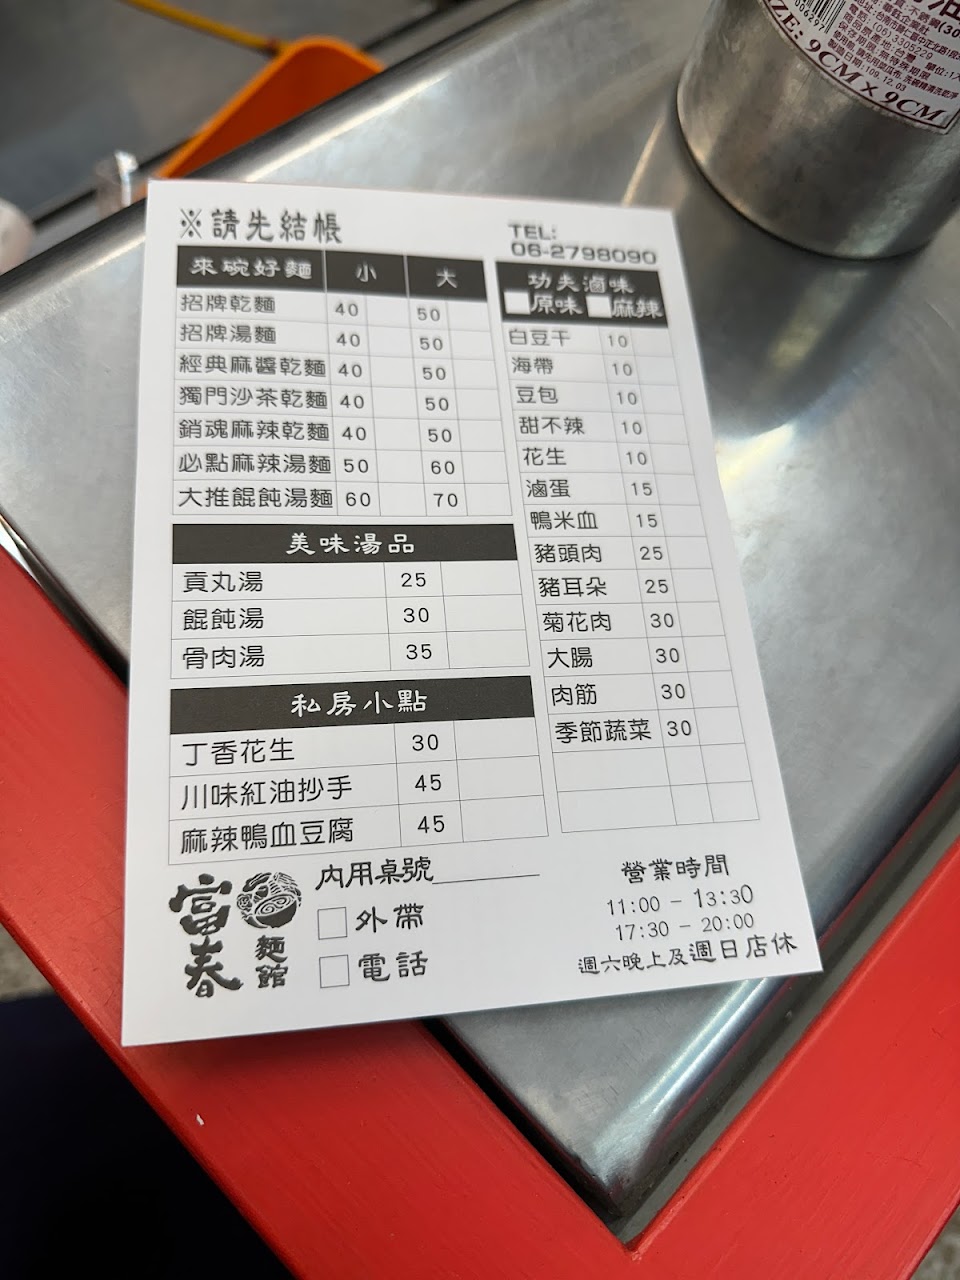 ※請先結帳
TEL:
06-2798090
來碗好麵 小 大
招牌乾麵 40 50
招牌湯麵 40 50
經典麻醬乾麵 40 50
獨門沙茶乾麵 40 50
銷魂麻辣乾麵 40 50
必點麻辣湯麵 50 60
大推餛飩湯麵 60 70
美味湯品
貢丸湯 25
餛飩湯 30
骨肉湯 35
私房小點
丁香花生 30
川味紅油抄手 45
麻辣鴨血豆腐 45
功夫滷味
原味 麻辣
白豆干 10
海帶 10
豆包 10
甜不辣 10
花生 10
滷蛋 15
鴨米血 15
豬頭肉 25
豬耳朵 25
菊花肉 30
大腸 30
肉筋 30
季節蔬菜 30
富春
麵館
內用桌號
外帶
電話
營業時間
11:00 - 13:30
17:30 - 20:00
週六晚上及週日店休
SIZE: 9CM x 9CM
(06)3305229
109.12.03